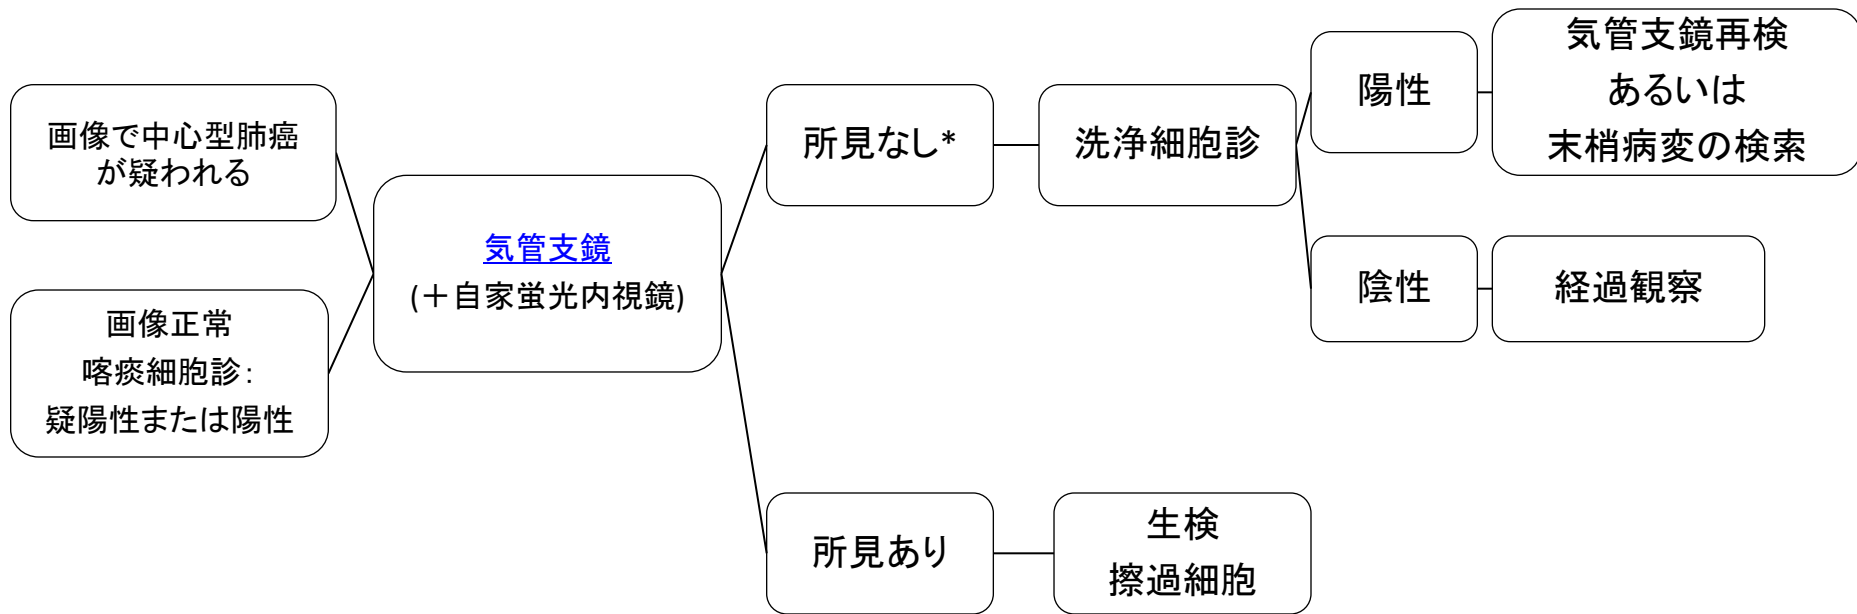 画像で中心型肺癌
が疑われる
画像正常
喀痰細胞診：
疑陽性または陽性
気管支鏡
(＋自家蛍光内視鏡)
所見なし*
洗浄細胞診
陽性
気管支鏡再検
あるいは
末梢病変の検索
陰性
経過観察
所見あり
生検
擦過細胞